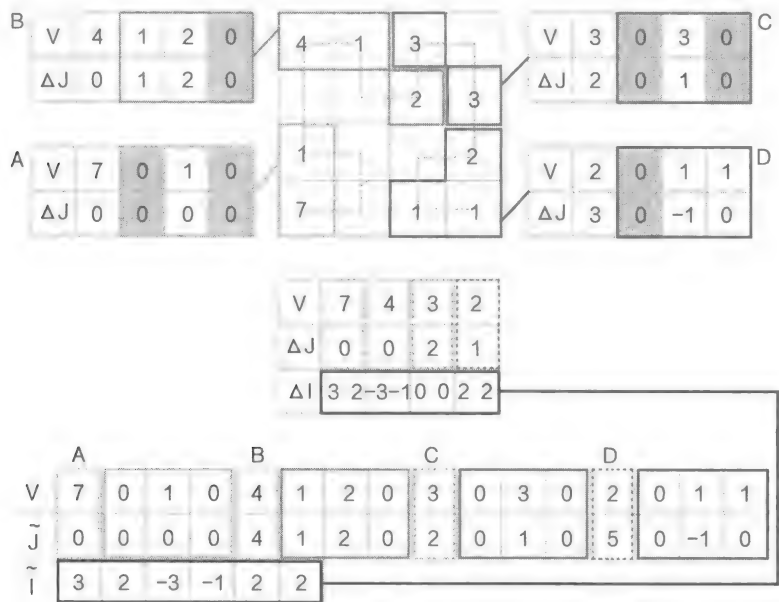 B
V 4 1 2 0
ΔJ 0 1 2 0
4 1 3
2 3
1 2
7 1 1
V 3 0 3 0
ΔJ 2 0 1 0
C
A
V 7 0 1 0
ΔJ 0 0 0 0
V 2 0 1 1
ΔJ 3 0 −1 0
D
V 7 4 3 2
ΔJ 0 0 2 1
ΔI 3 2 −3 −1 0 0 2 2
A B C D
V 7 0 1 0 4 1 2 0 3 0 3 0 2 0 1 1
J̃ 0 0 0 0 4 1 2 0 2 0 1 0 5 0 −1 0
Ĩ 3 2 −3 −1 2 2